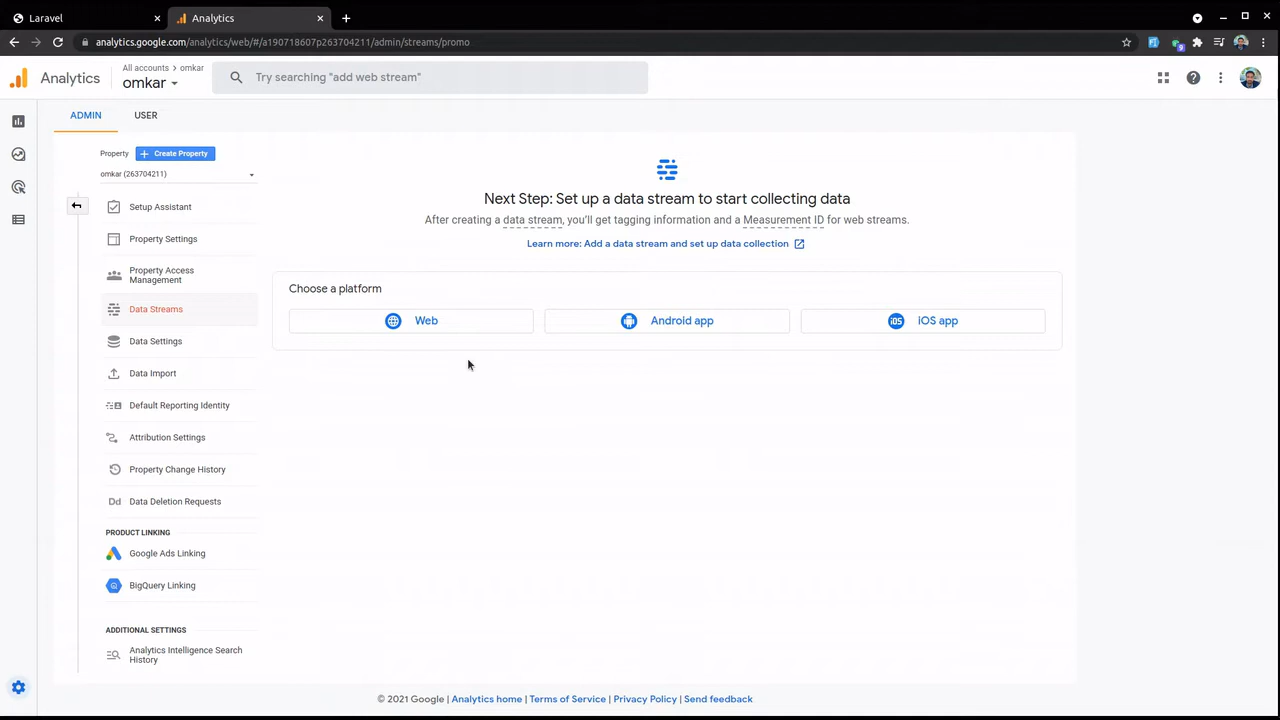 Laravel
Analytics
analytics.google.com/analytics/web/#/a190718607p263704211/admin/streams/promo
9
Analytics
All accounts > omkar
omkar
Try searching "add web stream"
ADMIN
USER
Property
+ Create Property
omkar (263704211)
Setup Assistant
Property Settings
Property Access
Management
Data Streams
Data Settings
Data Import
Default Reporting Identity
Attribution Settings
Property Change History
Dd Data Deletion Requests
PRODUCT LINKING
Google Ads Linking
BigQuery Linking
ADDITIONAL SETTINGS
Analytics Intelligence Search
History
Next Step: Set up a data stream to start collecting data
After creating a data stream, you'll get tagging information and a Measurement ID for web streams.
Learn more: Add a data stream and set up data collection
Choose a platform
Web
Android app
iOS iOS app
© 2021 Google | Analytics home | Terms of Service | Privacy Policy | Send feedback